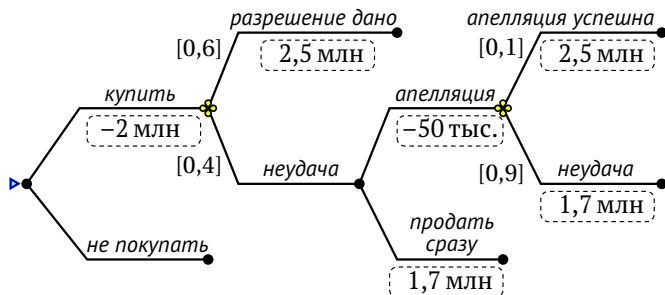 разрешение дано
апелляция успешна
[0,6]
2,5 млн
[0,1]
2,5 млн
купить
апелляция
−2 млн
−50 тыс.
[0,4]
неудача
[0,9]
неудача
1,7 млн
не покупать
продать
сразу
1,7 млн